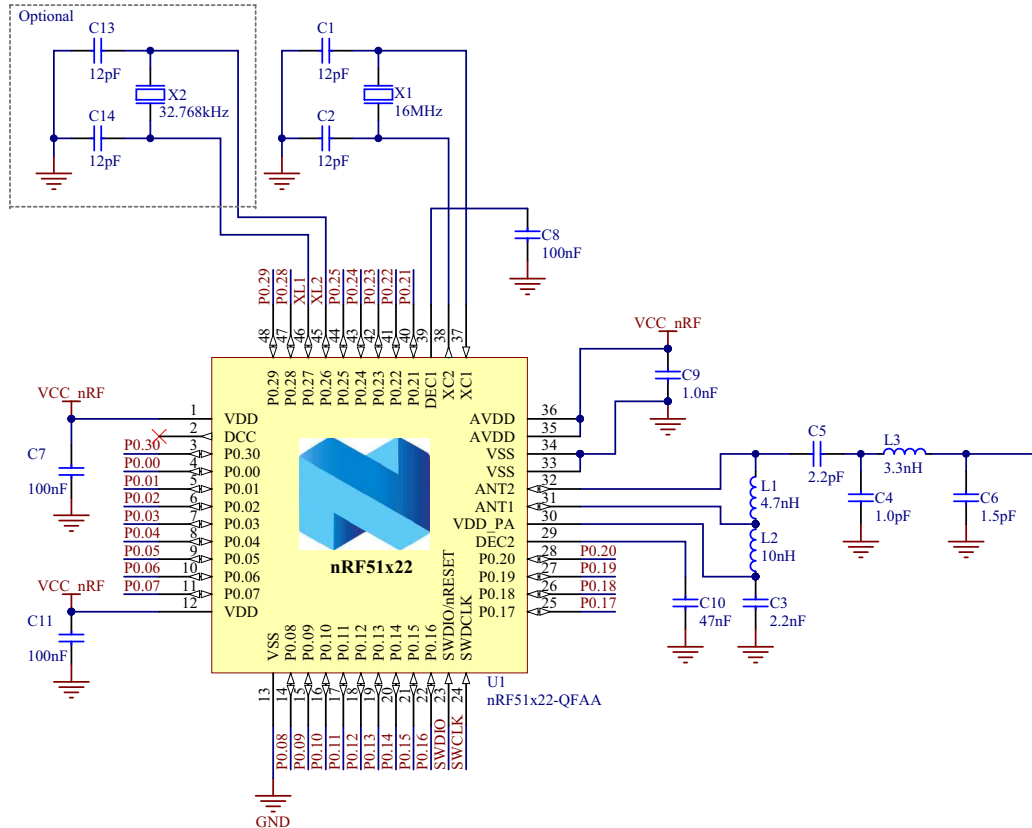 Optional
C13
12pF
X2
32.768kHz
C14
12pF
C1
12pF
X1
16MHz
C2
12pF
C8
100nF
P0.29
P0.28
XL1
XL2
P0.25
P0.24
P0.23
P0.22
P0.21
48
47
46
45
44
43
42
41
40
39
38
37
P0.29
P0.28
P0.27
P0.26
P0.25
P0.24
P0.23
P0.22
P0.21
DEC1
XC2
XC1
VCC_nRF
C7
100nF
P0.30
P0.00
P0.01
P0.02
P0.03
P0.04
P0.05
P0.06
P0.07
VCC_nRF
C11
100nF
1 VDD
2 DCC
3 P0.30
4 P0.00
5 P0.01
6 P0.02
7 P0.03
8 P0.04
9 P0.05
10 P0.06
11 P0.07
12 VDD
nRF51x22
AVDD 36
AVDD 35
VSS 34
VSS 33
ANT2 32
ANT1 31
VDD_PA 30
DEC2 29
P0.20 28 P0.20
P0.19 27 P0.19
P0.18 26 P0.18
P0.17 25 P0.17
VCC_nRF
C9
1.0nF
C5
2.2pF
L3
3.3nH
L1
4.7nH
C4
1.0pF
C6
1.5pF
L2
10nH
C10
47nF
C3
2.2nF
VSS
P0.08
P0.09
P0.10
P0.11
P0.12
P0.13
P0.14
P0.15
P0.16
SWDIO/nRESET
SWDCLK
U1
nRF51x22-QFAA
13
14
15
16
17
18
19
20
21
22
23
24
P0.08
P0.09
P0.10
P0.11
P0.12
P0.13
P0.14
P0.15
P0.16
SWDIO
SWCLK
GND